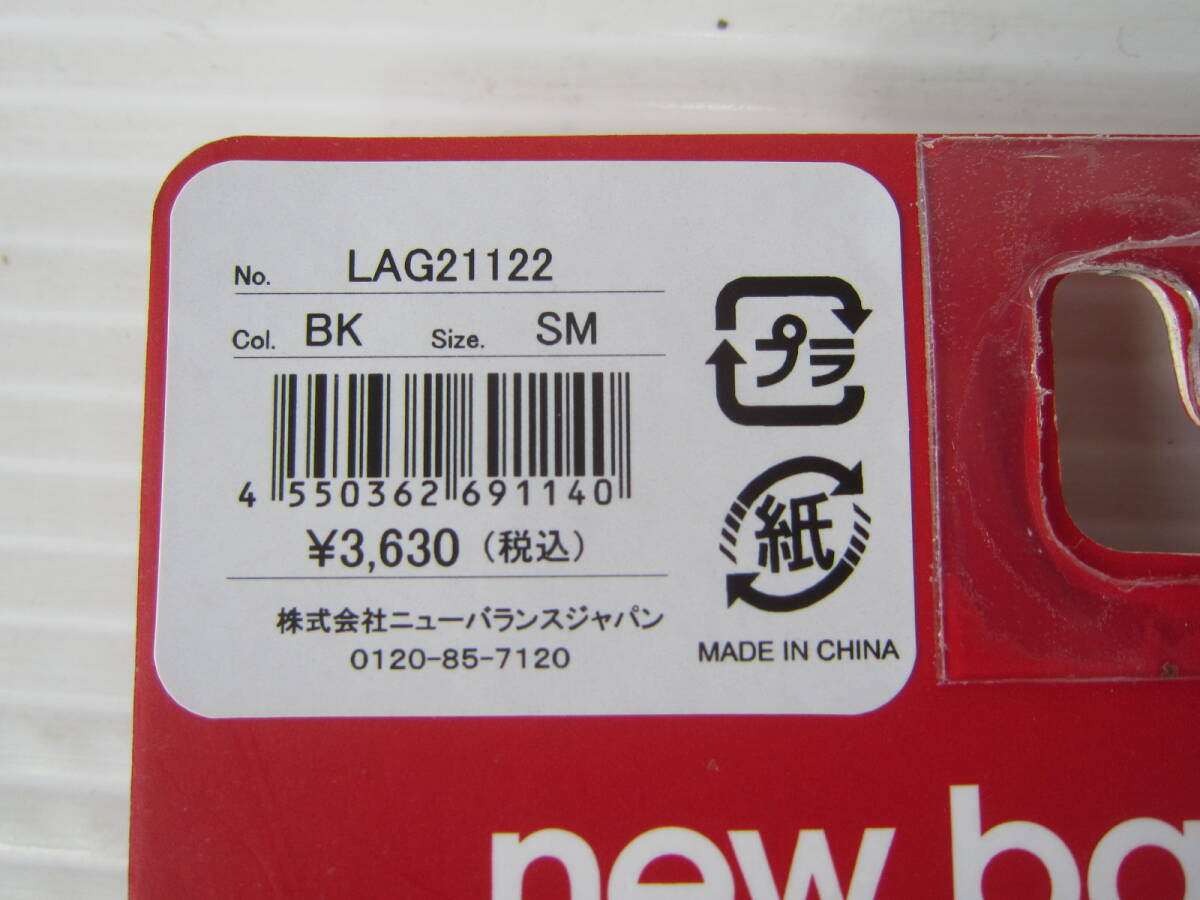 No. LAG21122
Col. BK Size. SM
4 550362 691140
¥3,630 (税込)
株式会社ニューバランスジャパン
0120-85-7120
プラ
紙
MADE IN CHINA
new ba